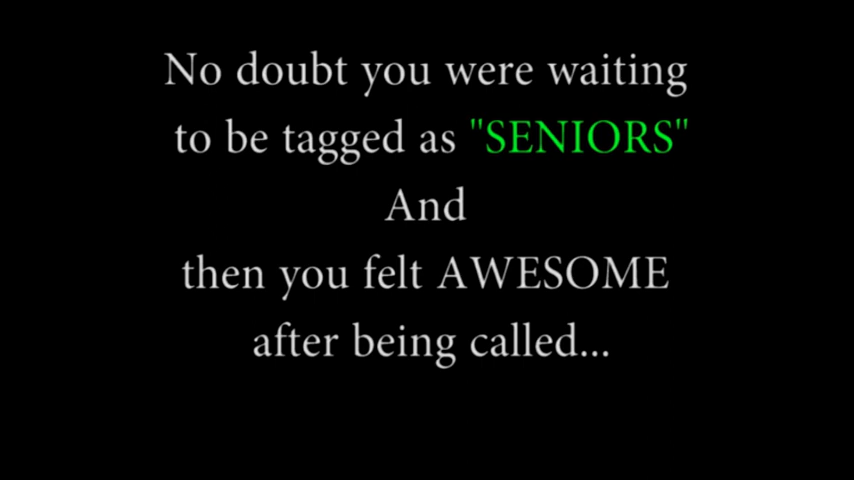 No doubt you were waiting
to be tagged as "SENIORS"
And
then you felt AWESOME
after being called...